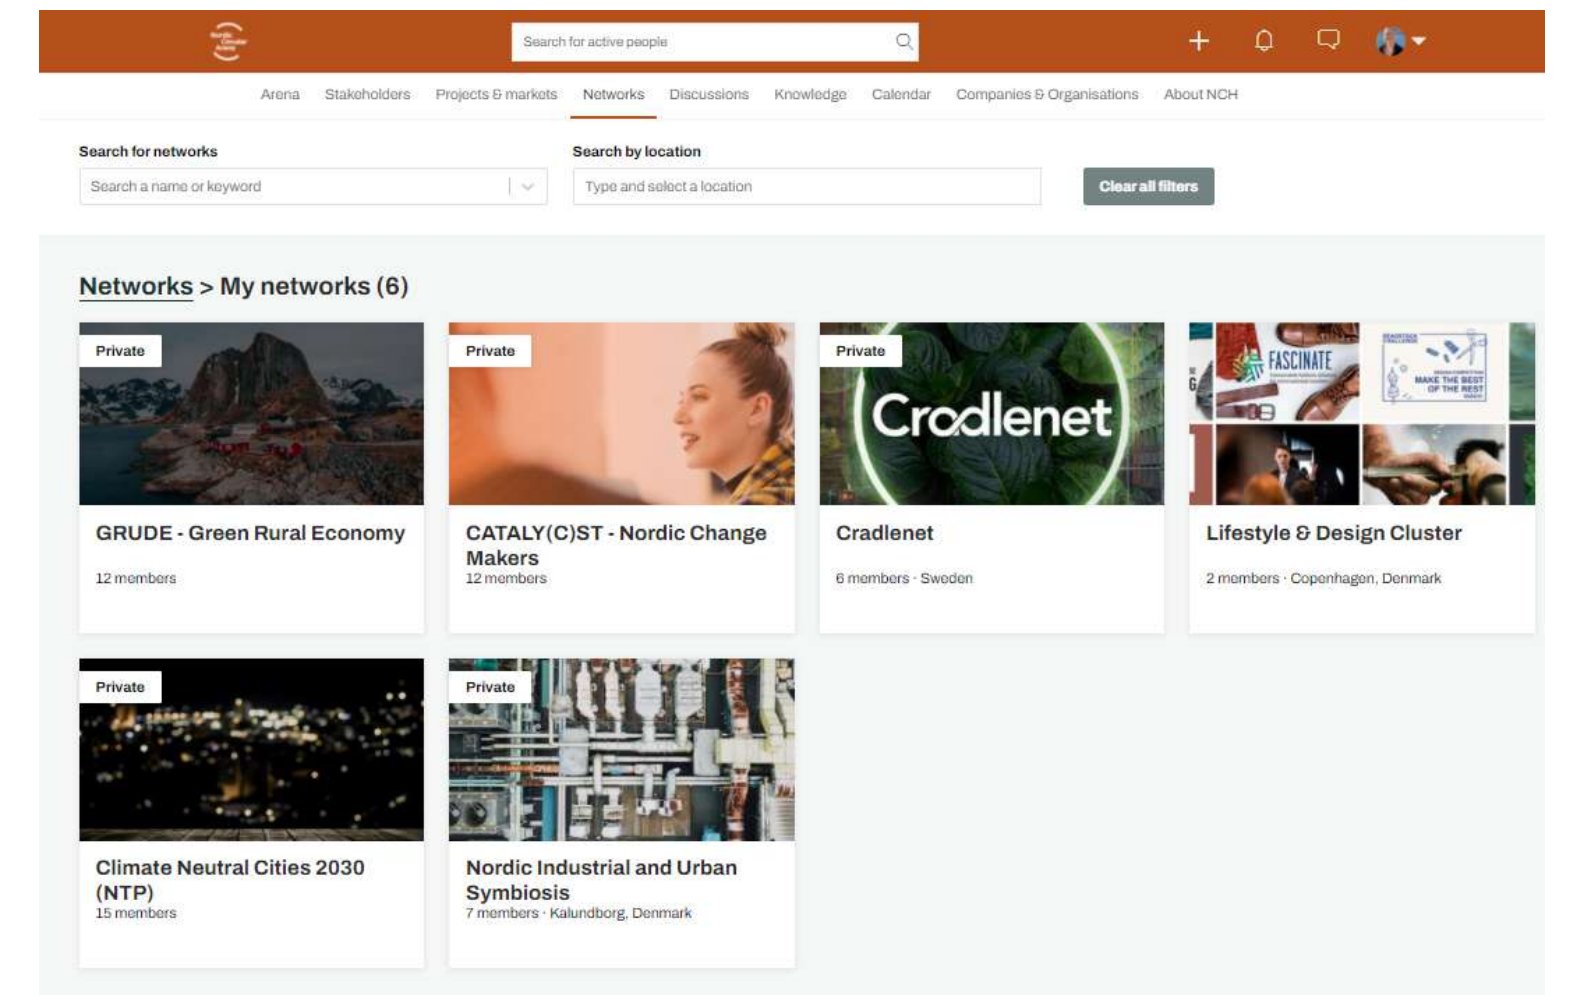 Nordic
Climate
Arena
Search for active people
Arena Stakeholders Projects & markets Networks Discussions Knowledge Calendar Companies & Organisations About NCH
Search for networks Search by location
Search a name or keyword Type and select a location Clear all filters
Networks > My networks (6)
Private Private Private
FASCINATE
MAKE THE BEST
OF THE REST
Cradlenet
GRUDE - Green Rural Economy
12 members
CATALY(C)ST - Nordic Change
Makers
12 members
Cradlenet
6 members · Sweden
Lifestyle & Design Cluster
2 members · Copenhagen, Denmark
Private Private
Climate Neutral Cities 2030
(NTP)
15 members
Nordic Industrial and Urban
Symbiosis
7 members · Kalundborg, Denmark